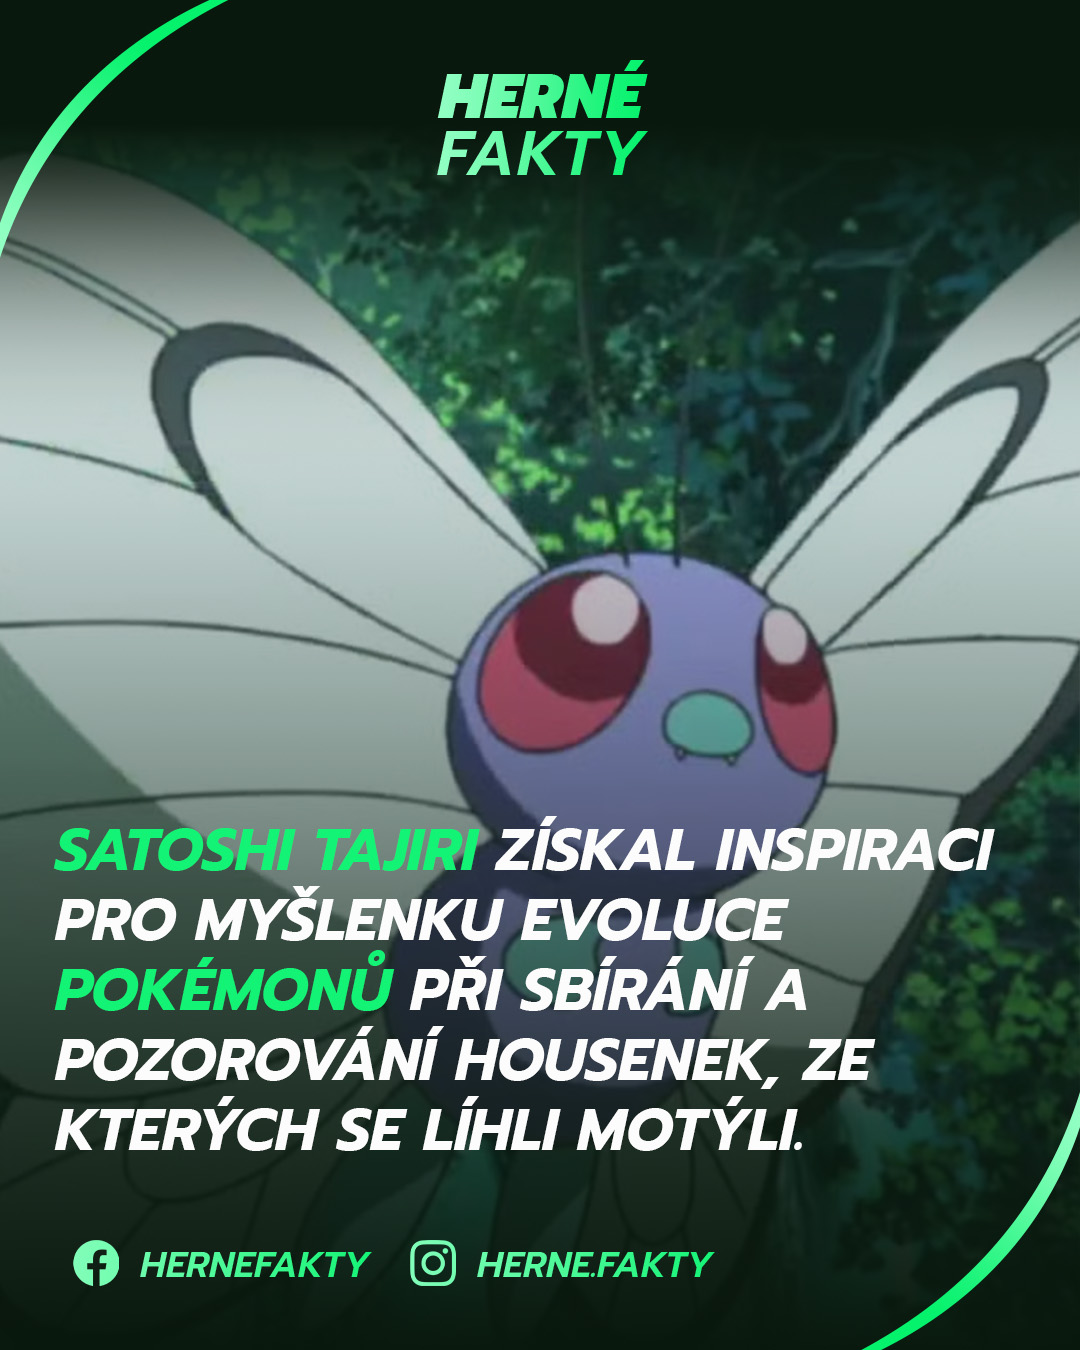 HERNÉ
FAKTY
SATOSHI TAJIRI ZÍSKAL INSPIRACI
PRO MYŠLENKU EVOLUCE
POKÉMONŮ PŘI SBÍRÁNÍ A
POZOROVÁNÍ HOUSENEK, ZE
KTERÝCH SE LÍHLI MOTÝLI.
HERNEFAKTY HERNE.FAKTY